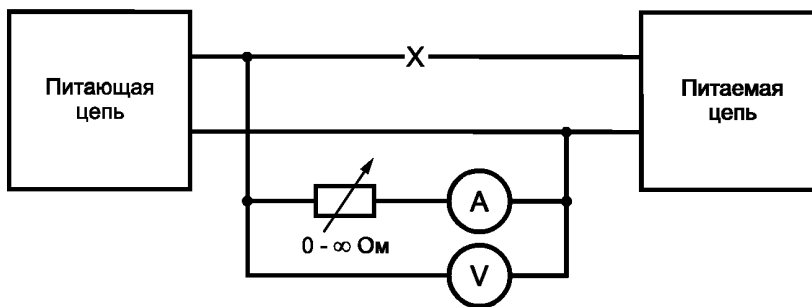 X
Питающая
цепь
Питаемая
цепь
A
0 - ∞ Ом
V